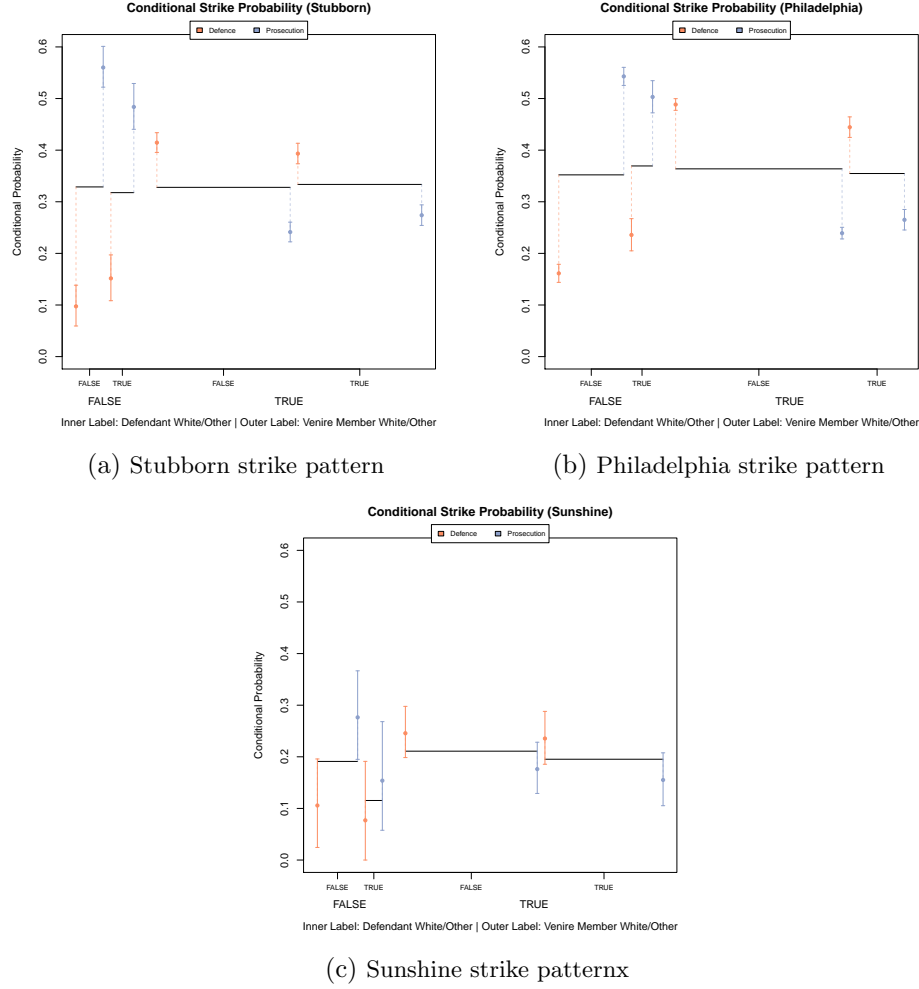 Conditional Strike Probability (Stubborn)
Defence Prosecution
Conditional Probability
0.6
0.5
0.4
0.3
0.2
0.1
0.0
FALSE TRUE FALSE TRUE
FALSE TRUE
Inner Label: Defendant White/Other | Outer Label: Venire Member White/Other
(a) Stubborn strike pattern
Conditional Strike Probability (Philadelphia)
Defence Prosecution
Conditional Probability
0.6
0.5
0.4
0.3
0.2
0.1
0.0
FALSE TRUE FALSE TRUE
FALSE TRUE
Inner Label: Defendant White/Other | Outer Label: Venire Member White/Other
(b) Philadelphia strike pattern
Conditional Strike Probability (Sunshine)
Defence Prosecution
Conditional Probability
0.6
0.5
0.4
0.3
0.2
0.1
0.0
FALSE TRUE FALSE TRUE
FALSE TRUE
Inner Label: Defendant White/Other | Outer Label: Venire Member White/Other
(c) Sunshine strike patternx